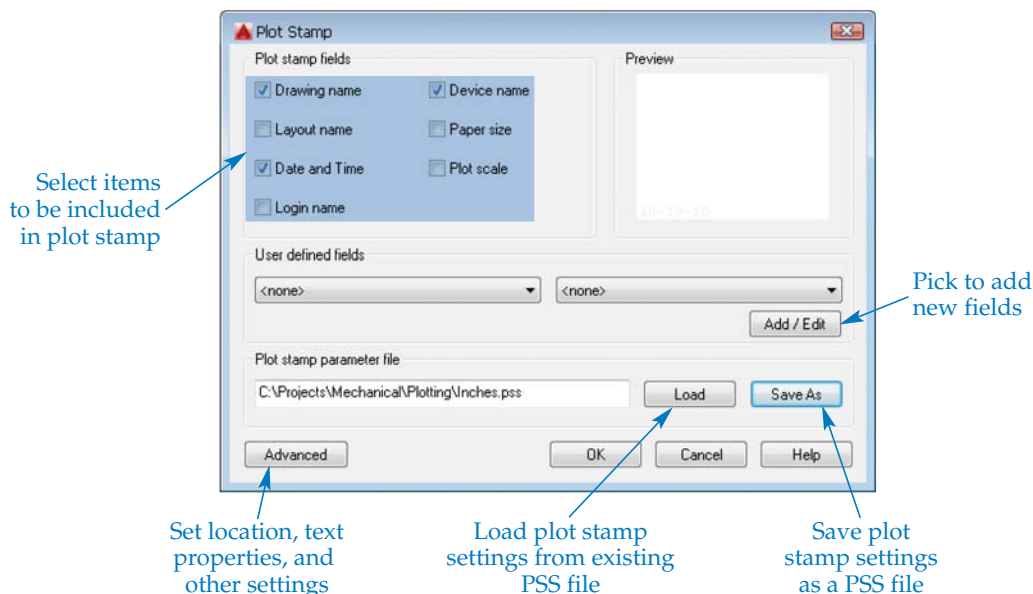 Plot Stamp
Plot stamp fields
Preview
Drawing name
Device name
Layout name
Paper size
Date and Time
Plot scale
Login name
10-10-10
Select items
to be included
in plot stamp
User defined fields
<none>
<none>
Add / Edit
Pick to add
new fields
Plot stamp parameter file
C:\Projects\Mechanical\Plotting\Inches.pss
Load
Save As
Advanced
OK
Cancel
Help
Set location, text
properties, and
other settings
Load plot stamp
settings from existing
PSS file
Save plot
stamp settings
as a PSS file